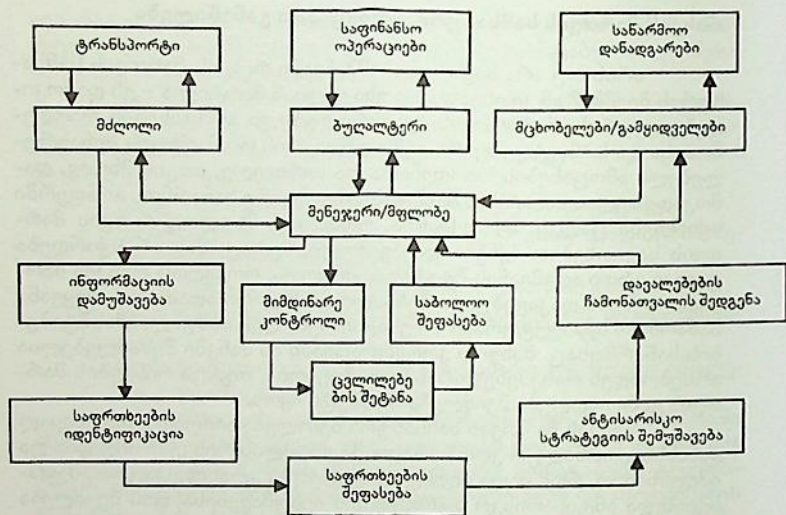 ტრანსპორტი
საფინანსო
ოპერაციები
საწარმოო
დანადგარები
მძღოლი
ბუღალტერი
მცხობელები/გამყიდველები
მენეჯერი/მფლობე
ინფორმაციის
დამუშავება
მიმდინარე
კონტროლი
საბოლოო
შეფასება
დავალებების
ჩამონათვალის შედგენა
ცვლილებე
ბის შეტანა
საფრთხეების
იდენტიფიკაცია
ანტისარისკო
სტრატეგიის შემუშავება
საფრთხეების
შეფასება